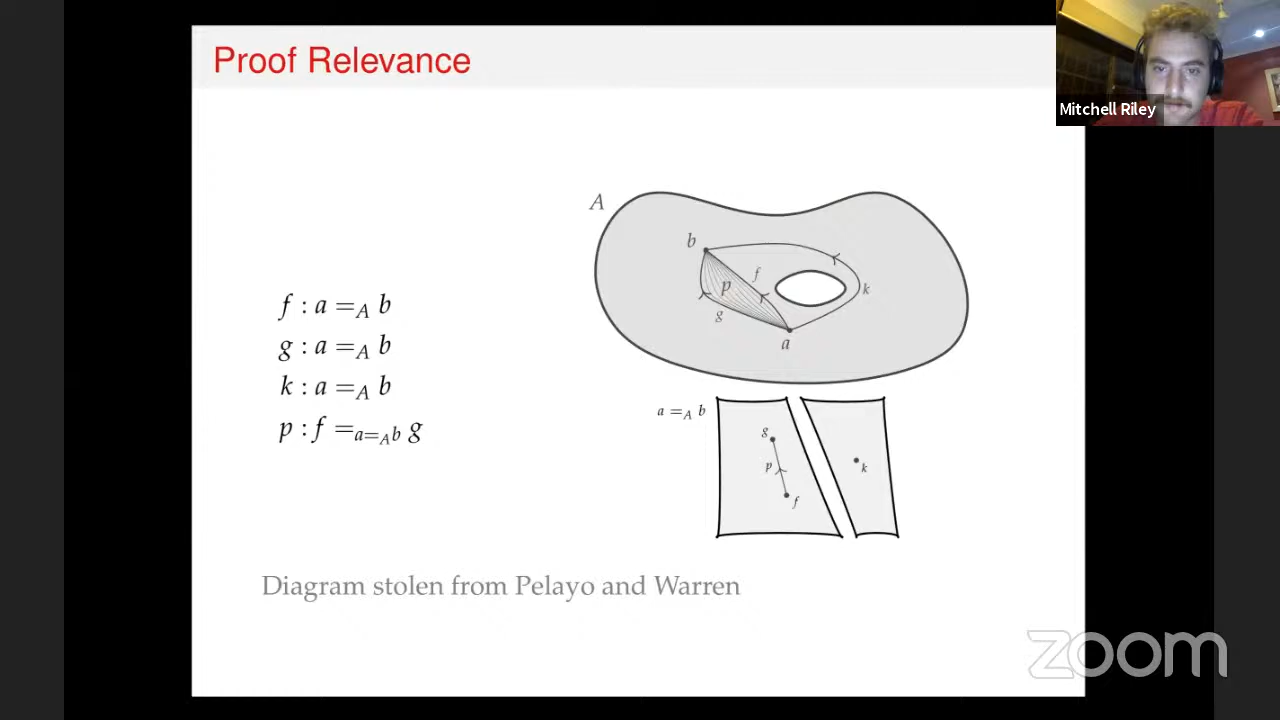 Proof Relevance
Mitchell Riley
A
b
f
p
k
g
a
f : a =_A b
g : a =_A b
k : a =_A b
p : f =_{a=_A b} g
a =_A b
g
p
k
f
Diagram stolen from Pelayo and Warren
zoom